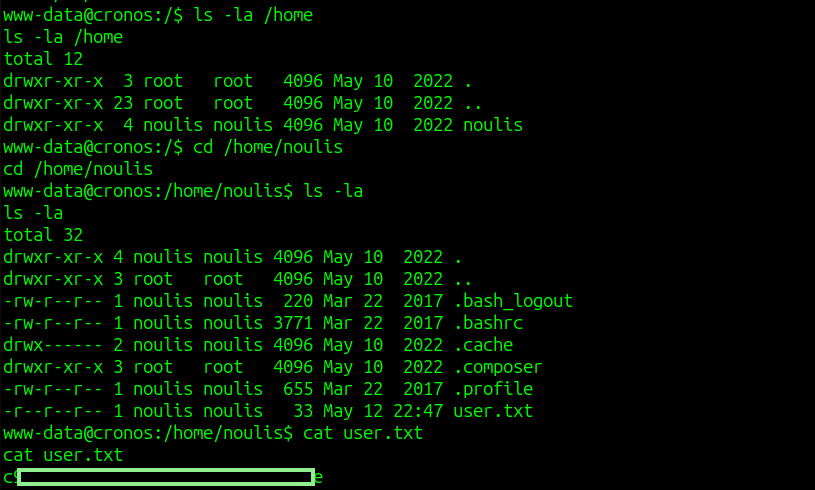 www-data@cronos:/$ ls -la /home
ls -la /home
total 12
drwxr-xr-x  3 root   root   4096 May 10  2022 .
drwxr-xr-x 23 root   root   4096 May 10  2022 ..
drwxr-xr-x  4 noulis noulis 4096 May 10  2022 noulis
www-data@cronos:/$ cd /home/noulis
cd /home/noulis
www-data@cronos:/home/noulis$ ls -la
ls -la
total 32
drwxr-xr-x 4 noulis noulis 4096 May 10  2022 .
drwxr-xr-x 3 root   root   4096 May 10  2022 ..
-rw-r--r-- 1 noulis noulis  220 Mar 22  2017 .bash_logout
-rw-r--r-- 1 noulis noulis 3771 Mar 22  2017 .bashrc
drwx------ 2 noulis noulis 4096 May 10  2022 .cache
drwxr-xr-x 3 root   root   4096 May 10  2022 .composer
-rw-r--r-- 1 noulis noulis  655 Mar 22  2017 .profile
-r--r--r-- 1 noulis noulis   33 May 12 22:47 user.txt
www-data@cronos:/home/noulis$ cat user.txt
cat user.txt